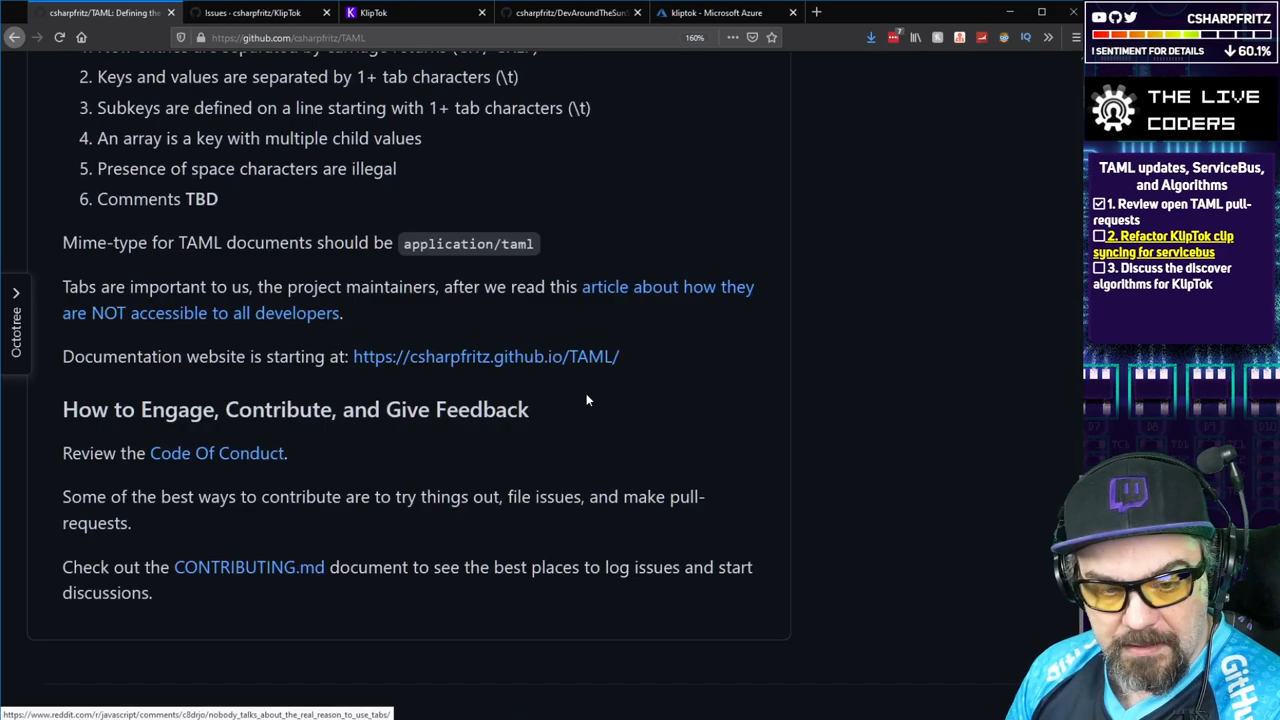 csharpfritz/TAML: Defining the
Issues · csharpfritz/KlipTok
KlipTok
csharpfritz/DevAroundTheSun
kliptok - Microsoft Azure
https://github.com/csharpfritz/TAML
160%
2. Keys and values are separated by 1+ tab characters (\t)
3. Subkeys are defined on a line starting with 1+ tab characters (\t)
4. An array is a key with multiple child values
5. Presence of space characters are illegal
6. Comments TBD
Mime-type for TAML documents should be application/taml
Tabs are important to us, the project maintainers, after we read this article about how they
are NOT accessible to all developers.
Documentation website is starting at: https://csharpfritz.github.io/TAML/
How to Engage, Contribute, and Give Feedback
Review the Code Of Conduct.
Some of the best ways to contribute are to try things out, file issues, and make pull-
requests.
Check out the CONTRIBUTING.md document to see the best places to log issues and start
discussions.
https://www.reddit.com/r/javascript/comments/c8drjo/nobody_talks_about_the_real_reason_to_use_tabs/
Octotree
CSHARPFRITZ
! SENTIMENT FOR DETAILS
60.1%
THE LIVE
CODERS
TAML updates, ServiceBus,
and Algorithms
1. Review open TAML pull-
requests
2. Refactor KlipTok clip
syncing for servicebus
3. Discuss the discover
algorithms for KlipTok
D7 D8 D9 D10
GitHu